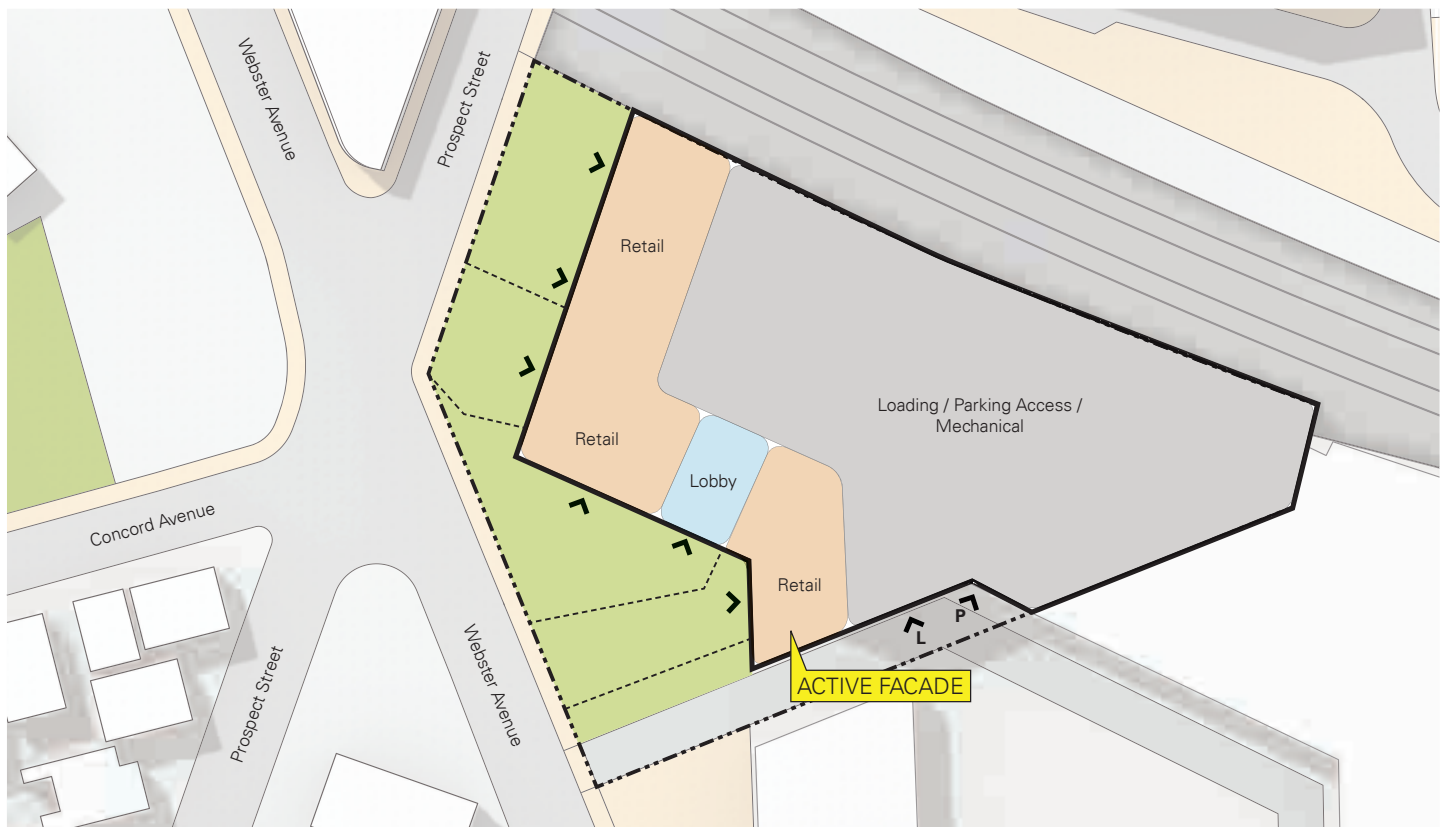 Webster Avenue
Prospect Street
Retail
Loading / Parking Access /
Mechanical
Retail
Lobby
Concord Avenue
Retail
P
L
Prospect Street
Webster Avenue
ACTIVE FACADE